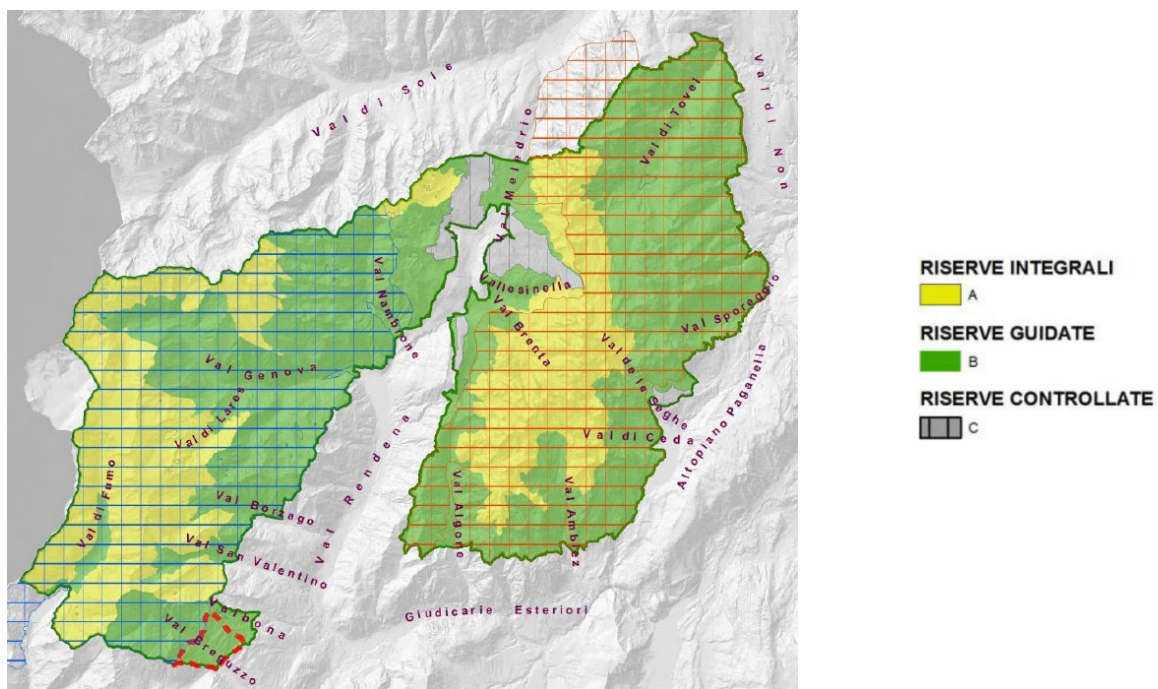 Val di Sole
Val Meledrio
Val di Tovel
Val di Non
Val Nambrone
Vallesinella
Val Brenta
Val Sporeggio
Val Genova
Val delle Seghe
Val di Lares
Val di Ceda
Altopiano Paganella
Val di Fumo
Val Rendena
Val Borzago
Val Algone
Val Ambiez
Val San Valentino
Valbona
Giudicarie Esteriori
Val Breguzzo
RISERVE INTEGRALI
A
RISERVE GUIDATE
B
RISERVE CONTROLLATE
C